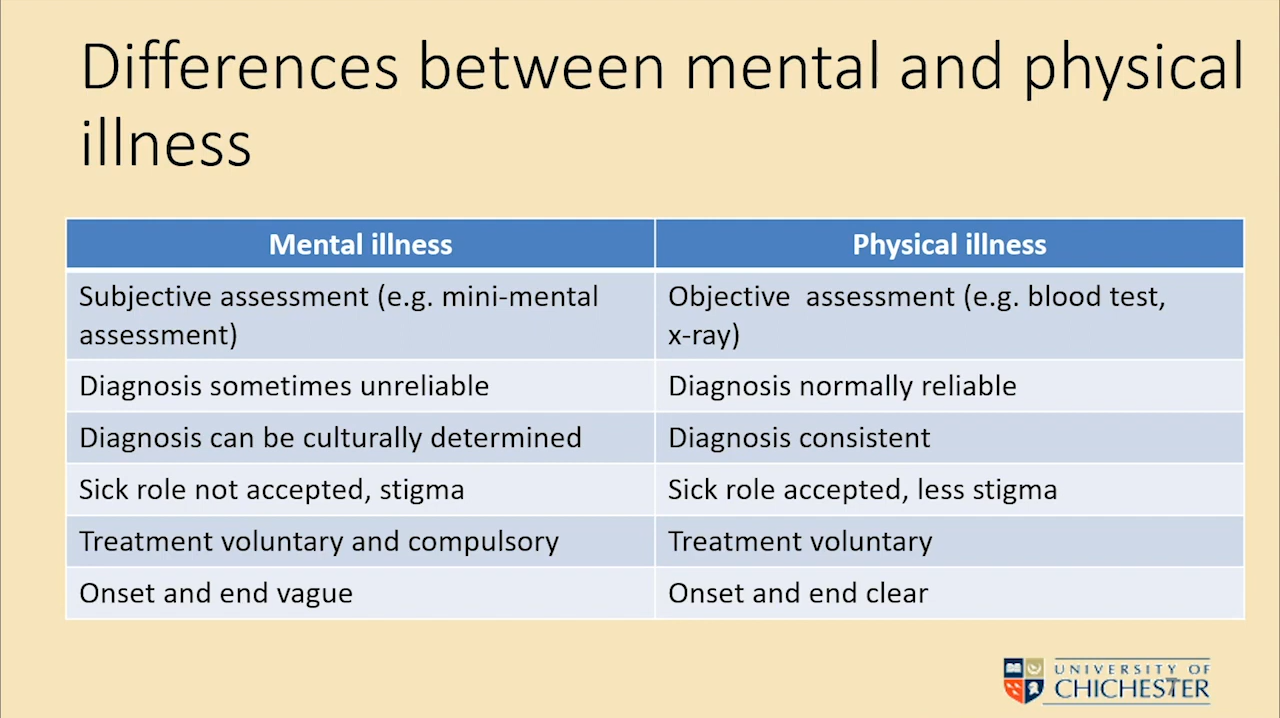 Differences between mental and physical
illness
Mental illness
Physical illness
Subjective assessment (e.g. mini-mental
assessment)
Objective  assessment (e.g. blood test,
x-ray)
Diagnosis sometimes unreliable
Diagnosis normally reliable
Diagnosis can be culturally determined
Diagnosis consistent
Sick role not accepted, stigma
Sick role accepted, less stigma
Treatment voluntary and compulsory
Treatment voluntary
Onset and end vague
Onset and end clear
UNIVERSITY OF
CHICHESTER
7